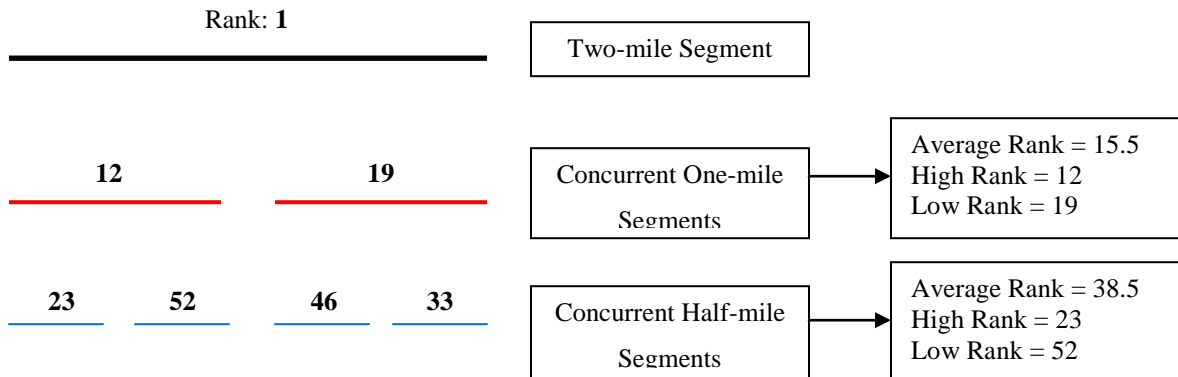 Rank: 1
Two-mile Segment
12 19
Concurrent One-mile
Segments
Average Rank = 15.5
High Rank = 12
Low Rank = 19
23 52 46 33
Concurrent Half-mile
Segments
Average Rank = 38.5
High Rank = 23
Low Rank = 52